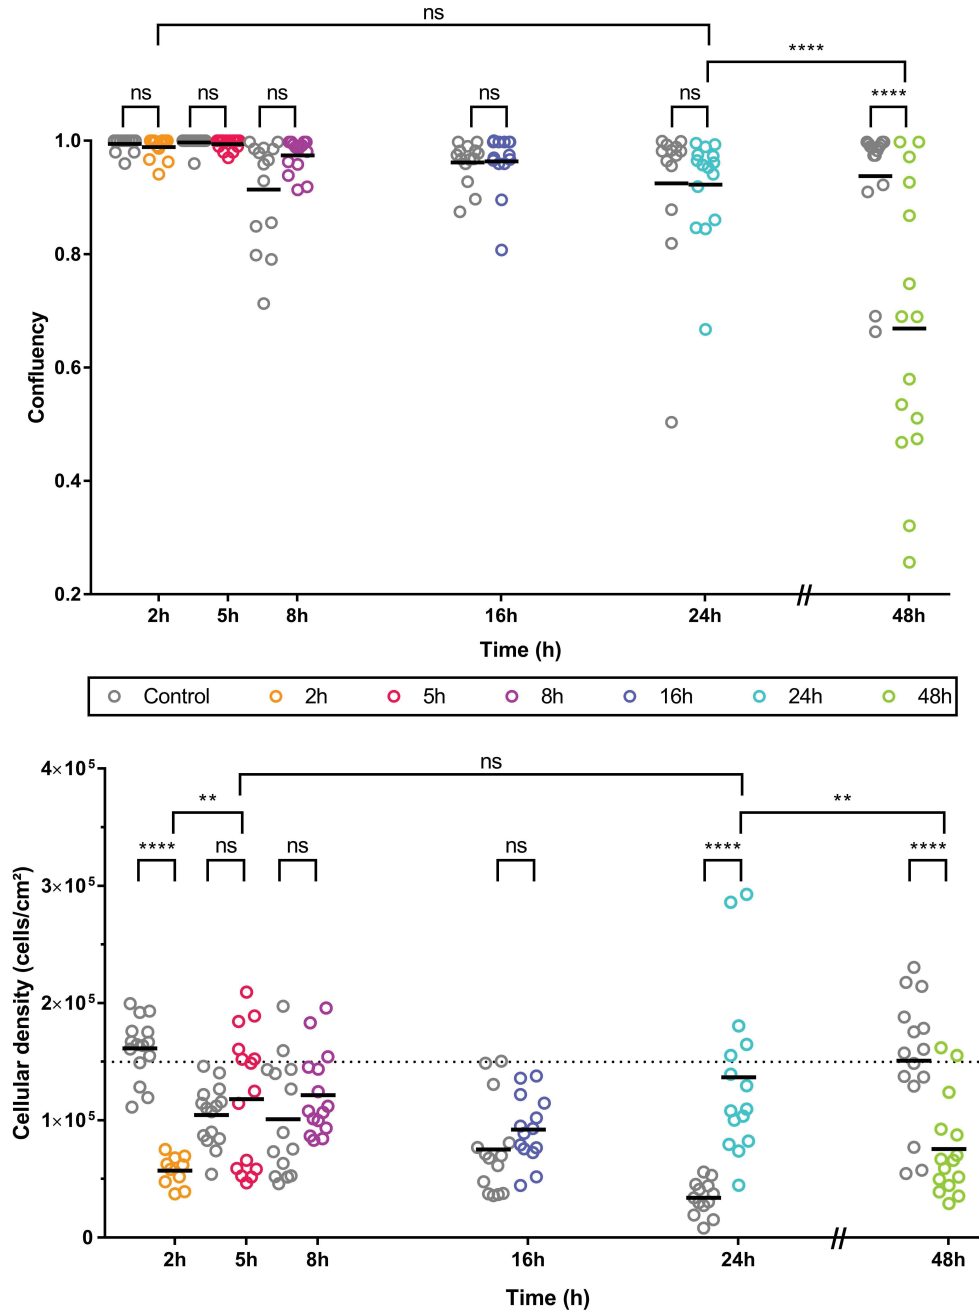 ns
****
ns ns ns ns ns ****
1.0
0.8
0.6
0.4
0.2
Confluency
2h 5h 8h 16h 24h 48h
Time (h)
Control 2h 5h 8h 16h 24h 48h
4×10⁵
ns
** **
**** ns ns ns **** ****
3×10⁵
2×10⁵
1×10⁵
0
Cellular density (cells/cm²)
2h 5h 8h 16h 24h 48h
Time (h)